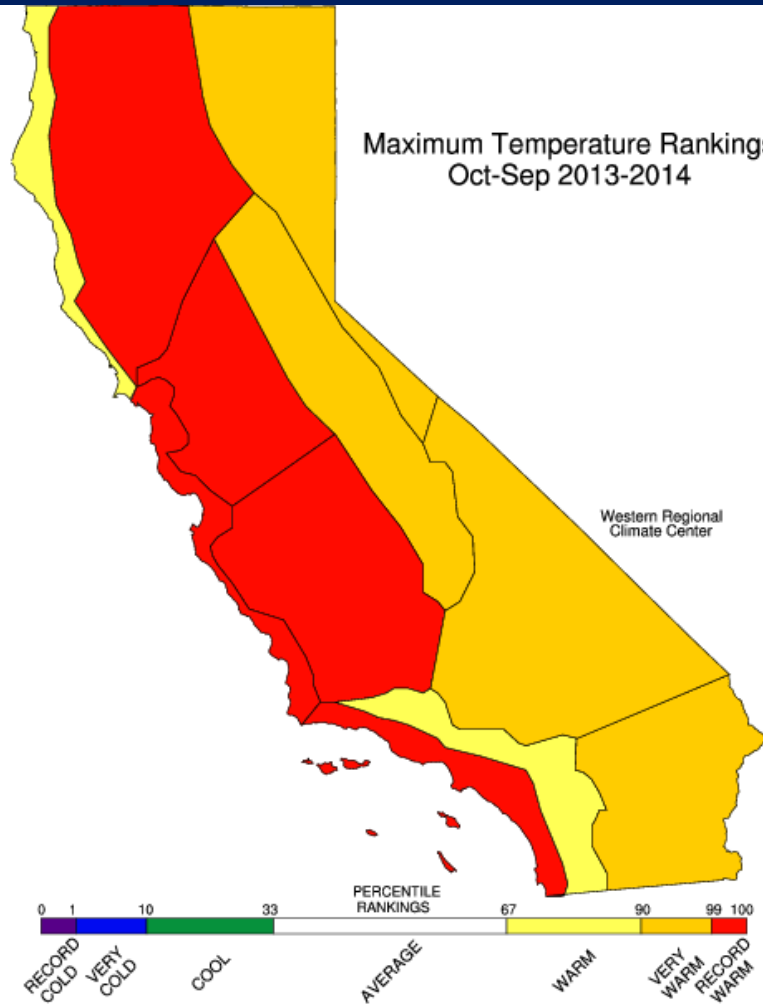 Maximum Temperature Rankings
Oct-Sep 2013-2014
Western Regional
Climate Center
PERCENTILE
RANKINGS
0 1 10 33 67 90 99 100
RECORD COLD
VERY COLD
COOL
AVERAGE
WARM
VERY WARM
RECORD WARM